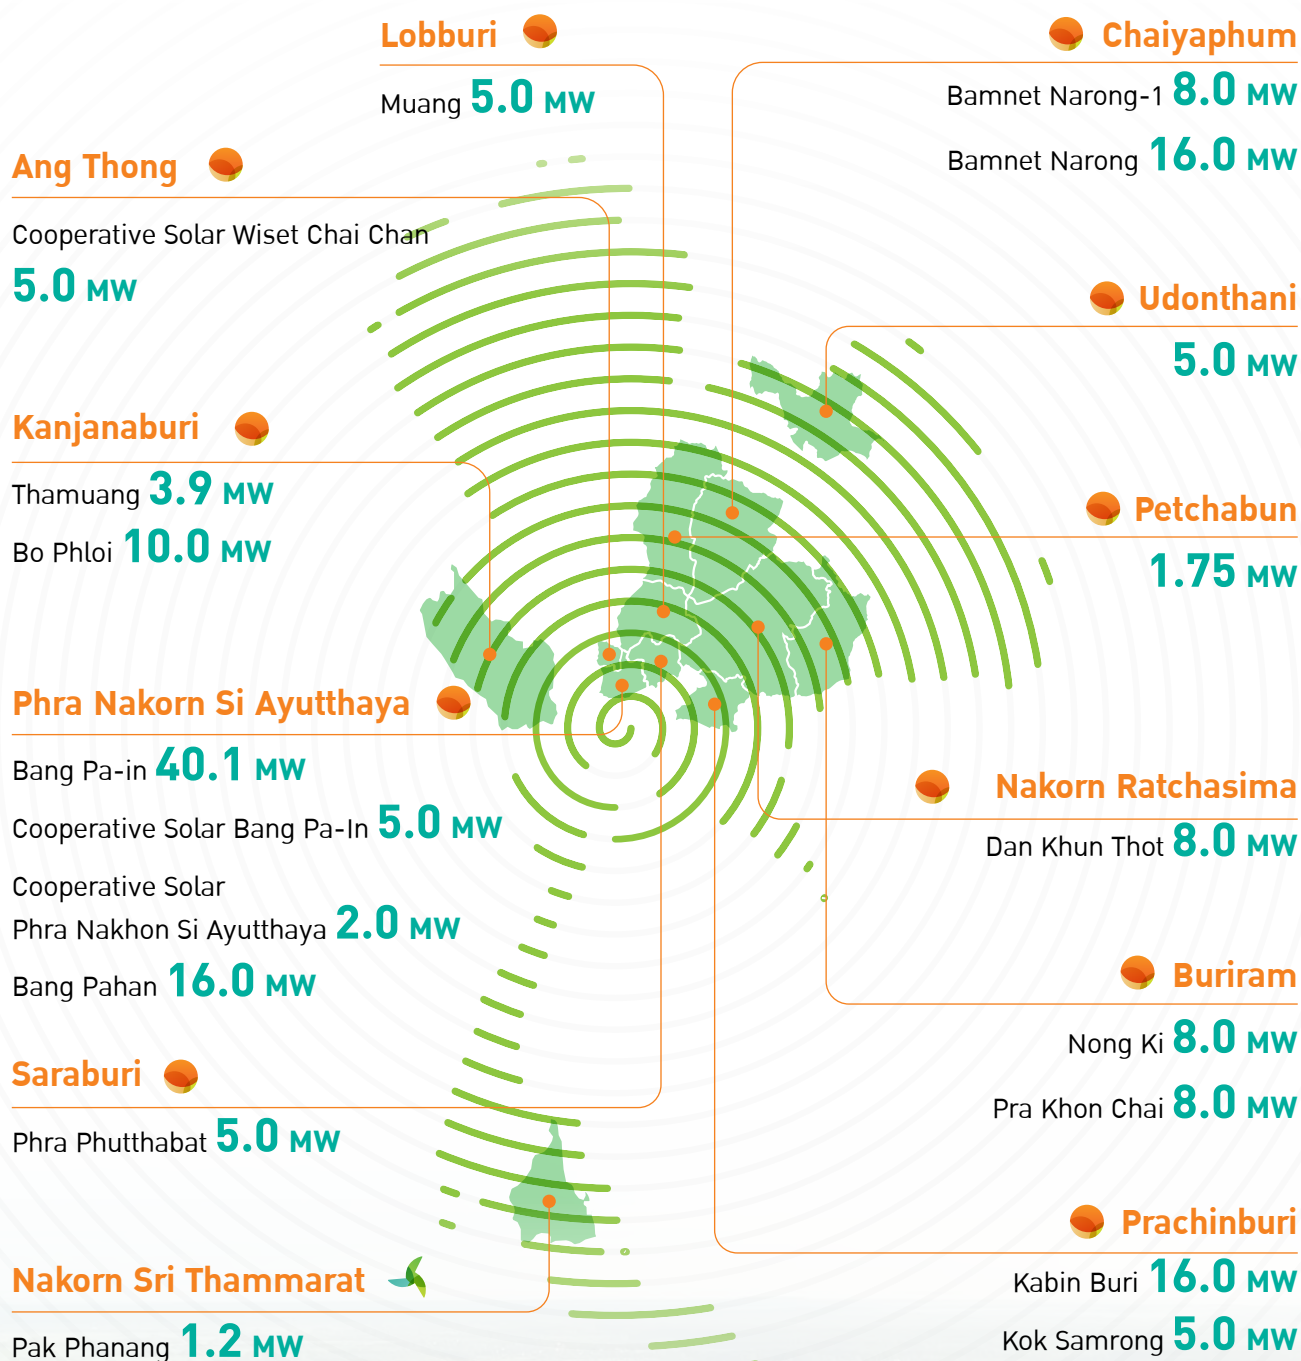 Lobburi
Muang 5.0 MW
Ang Thong
Cooperative Solar Wiset Chai Chan
5.0 MW
Kanjanaburi
Thamuang 3.9 MW
Bo Phloi 10.0 MW
Phra Nakorn Si Ayutthaya
Bang Pa-in 40.1 MW
Cooperative Solar Bang Pa-In 5.0 MW
Cooperative Solar
Phra Nakhon Si Ayutthaya 2.0 MW
Bang Pahan 16.0 MW
Saraburi
Phra Phutthabat 5.0 MW
Nakorn Sri Thammarat
Pak Phanang 1.2 MW
Chaiyaphum
Bamnet Narong-1 8.0 MW
Bamnet Narong 16.0 MW
Udonthani
5.0 MW
Petchabun
1.75 MW
Nakorn Ratchasima
Dan Khun Thot 8.0 MW
Buriram
Nong Ki 8.0 MW
Pra Khon Chai 8.0 MW
Prachinburi
Kabin Buri 16.0 MW
Kok Samrong 5.0 MW